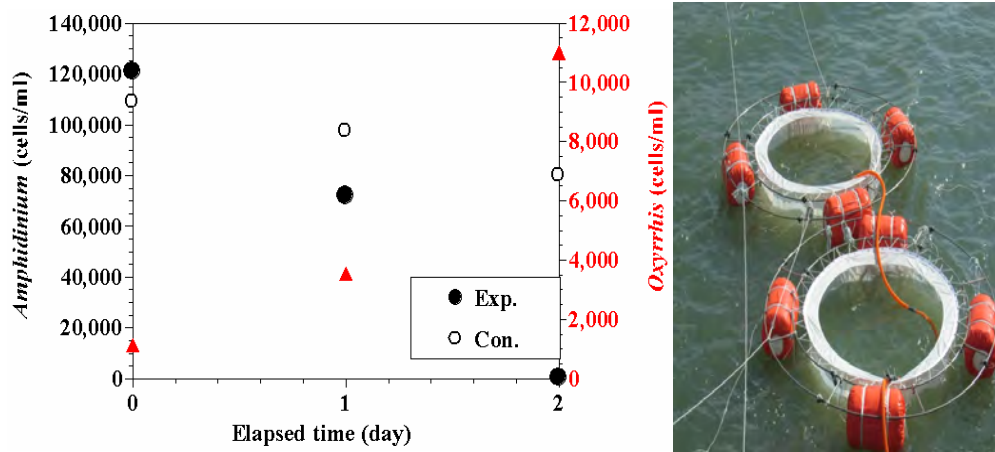 140,000
120,000
100,000
80,000
60,000
40,000
20,000
0
Amphidinium (cells/ml)
12,000
10,000
8,000
6,000
4,000
2,000
0
Oxyrrhis (cells/ml)
Exp.
Con.
0 1 2
Elapsed time (day)